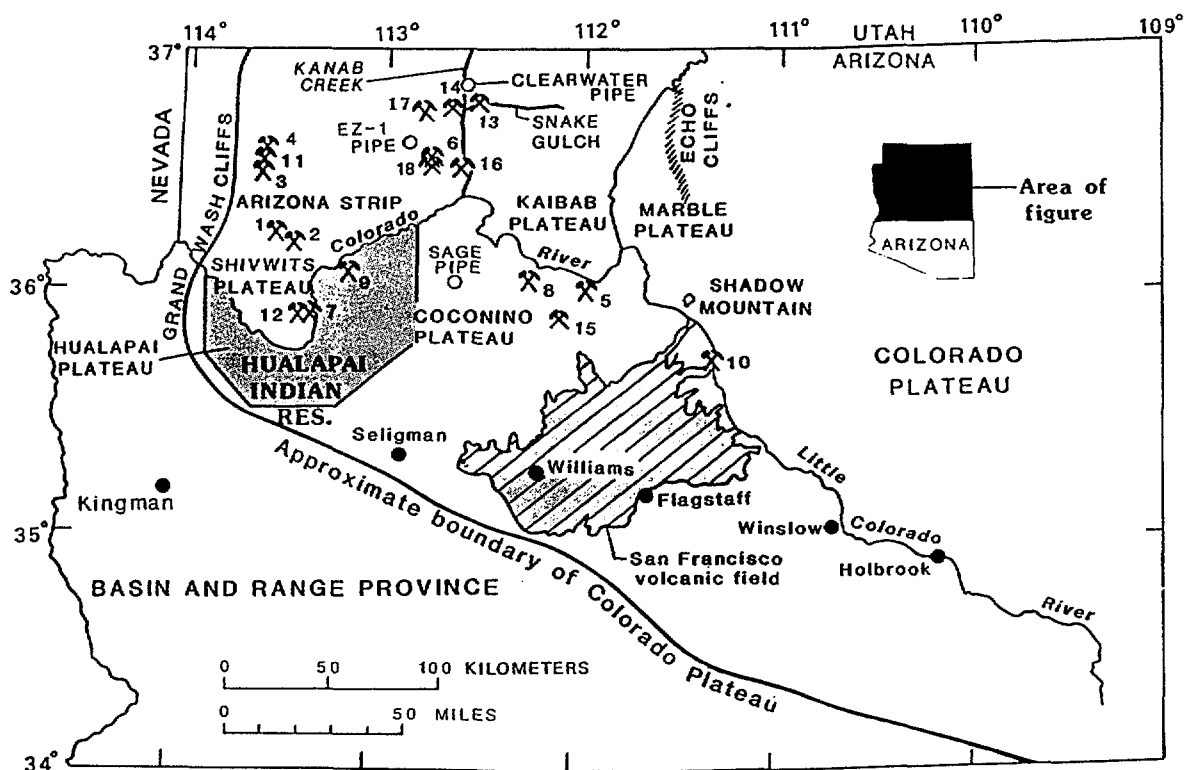 114°
113°
112°
111°
110°
109°
37°
UTAH
ARIZONA
KANAB
CREEK
14
CLEARWATER
PIPE
17
13
SNAKE
GULCH
EZ-1
PIPE
6
18
16
4
11
3
NEVADA
GRAND WASH CLIFFS
ARIZONA STRIP
1
2
Colorado
River
KAIBAB
PLATEAU
MARBLE
PLATEAU
ECHO
CLIFFS
Area of
figure
ARIZONA
SHIVWITS
PLATEAU
9
SAGE
PIPE
8
5
36°
12
7
15
SHADOW
MOUNTAIN
COCONINO
PLATEAU
10
HUALAPAI
PLATEAU
HUALAPAI
INDIAN
RES.
COLORADO
PLATEAU
Seligman
Williams
Flagstaff
Kingman
Little
Colorado
River
Winslow
Holbrook
35°
San Francisco
volcanic field
Approximate boundary of Colorado Plateau
BASIN AND RANGE PROVINCE
0 50 100 KILOMETERS
0 50 MILES
34°